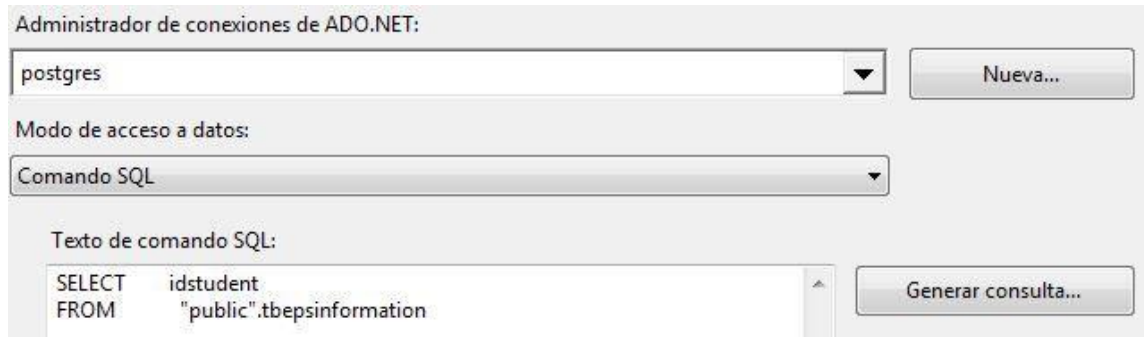 Administrador de conexiones de ADO.NET:
postgres
Nueva...
Modo de acceso a datos:
Comando SQL
Texto de comando SQL:
SELECT idstudent
FROM "public".tbepsinformation
Generar consulta...